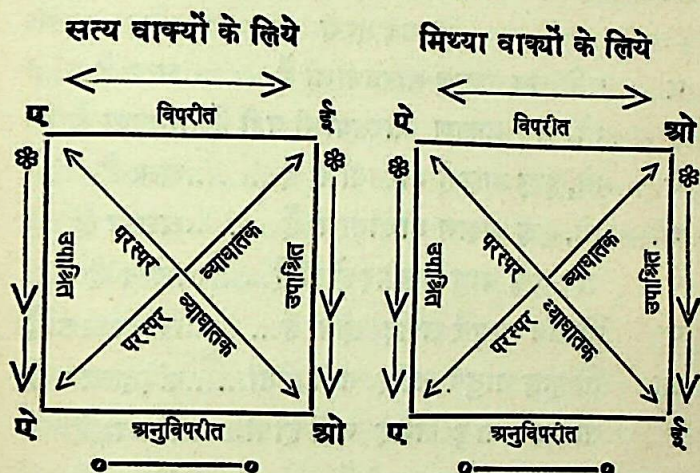 सत्य वाक्यों के लिये
मिथ्या वाक्यों के लिये
ए विपरीत ई
ऐ विपरीत ओ
उपाश्रित परस्पर व्याघातक उपाश्रित
परस्पर व्याघातक
उपाश्रित परस्पर व्याघातक उपाश्रित
परस्पर व्याघातक
ऐ अनुविपरीत ओ
ए अनुविपरीत ई